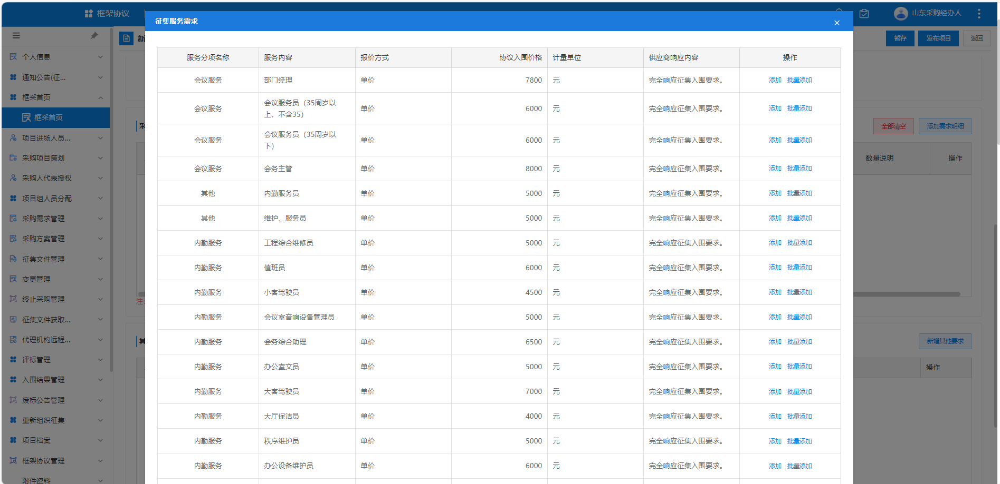 框架协议
山东采购经办人
征集服务需求
暂存
发布项目
返回
个人信息
通知公告(征...
框采首页
框采首页
项目进场人员...
采购项目策划
采购人代表授权
项目组人员分配
采购需求管理
采购方案管理
征集文件管理
变更管理
终止采购管理
征集文件获取...
代理机构远程...
评标管理
入围结果管理
废标公告管理
重新组织征集
项目档案
框架协议管理
附件资料
新
采
注:
其
服务分项名称 服务内容 报价方式 协议入围价格 计量单位 供应商响应内容 操作
会议服务 部门经理 单价 7800 元 完全响应征集入围要求。 添加 批量添加
会议服务 会议服务员（35周岁以上，不含35） 单价 6000 元 完全响应征集入围要求。 添加 批量添加
会议服务 会议服务员（35周岁以下） 单价 6000 元 完全响应征集入围要求。 添加 批量添加
会议服务 会务主管 单价 8000 元 完全响应征集入围要求。 添加 批量添加
其他 内勤服务员 单价 5000 元 完全响应征集入围要求。 添加 批量添加
其他 维护、服务员 单价 5000 元 完全响应征集入围要求。 添加 批量添加
内勤服务 工程综合维修员 单价 5000 元 完全响应征集入围要求。 添加 批量添加
内勤服务 值班员 单价 6000 元 完全响应征集入围要求。 添加 批量添加
内勤服务 小客驾驶员 单价 4500 元 完全响应征集入围要求。 添加 批量添加
内勤服务 会议室音响设备管理员 单价 5000 元 完全响应征集入围要求。 添加 批量添加
内勤服务 会务综合助理 单价 6500 元 完全响应征集入围要求。 添加 批量添加
内勤服务 办公室文员 单价 5000 元 完全响应征集入围要求。 添加 批量添加
内勤服务 大客驾驶员 单价 7000 元 完全响应征集入围要求。 添加 批量添加
内勤服务 大厅保洁员 单价 4000 元 完全响应征集入围要求。 添加 批量添加
内勤服务 秩序维护员 单价 5000 元 完全响应征集入围要求。 添加 批量添加
内勤服务 办公设备维护员 单价 6000 元 完全响应征集入围要求。 添加 批量添加
全部清空
添加需求明细
数量说明 操作
新增其他要求
操作